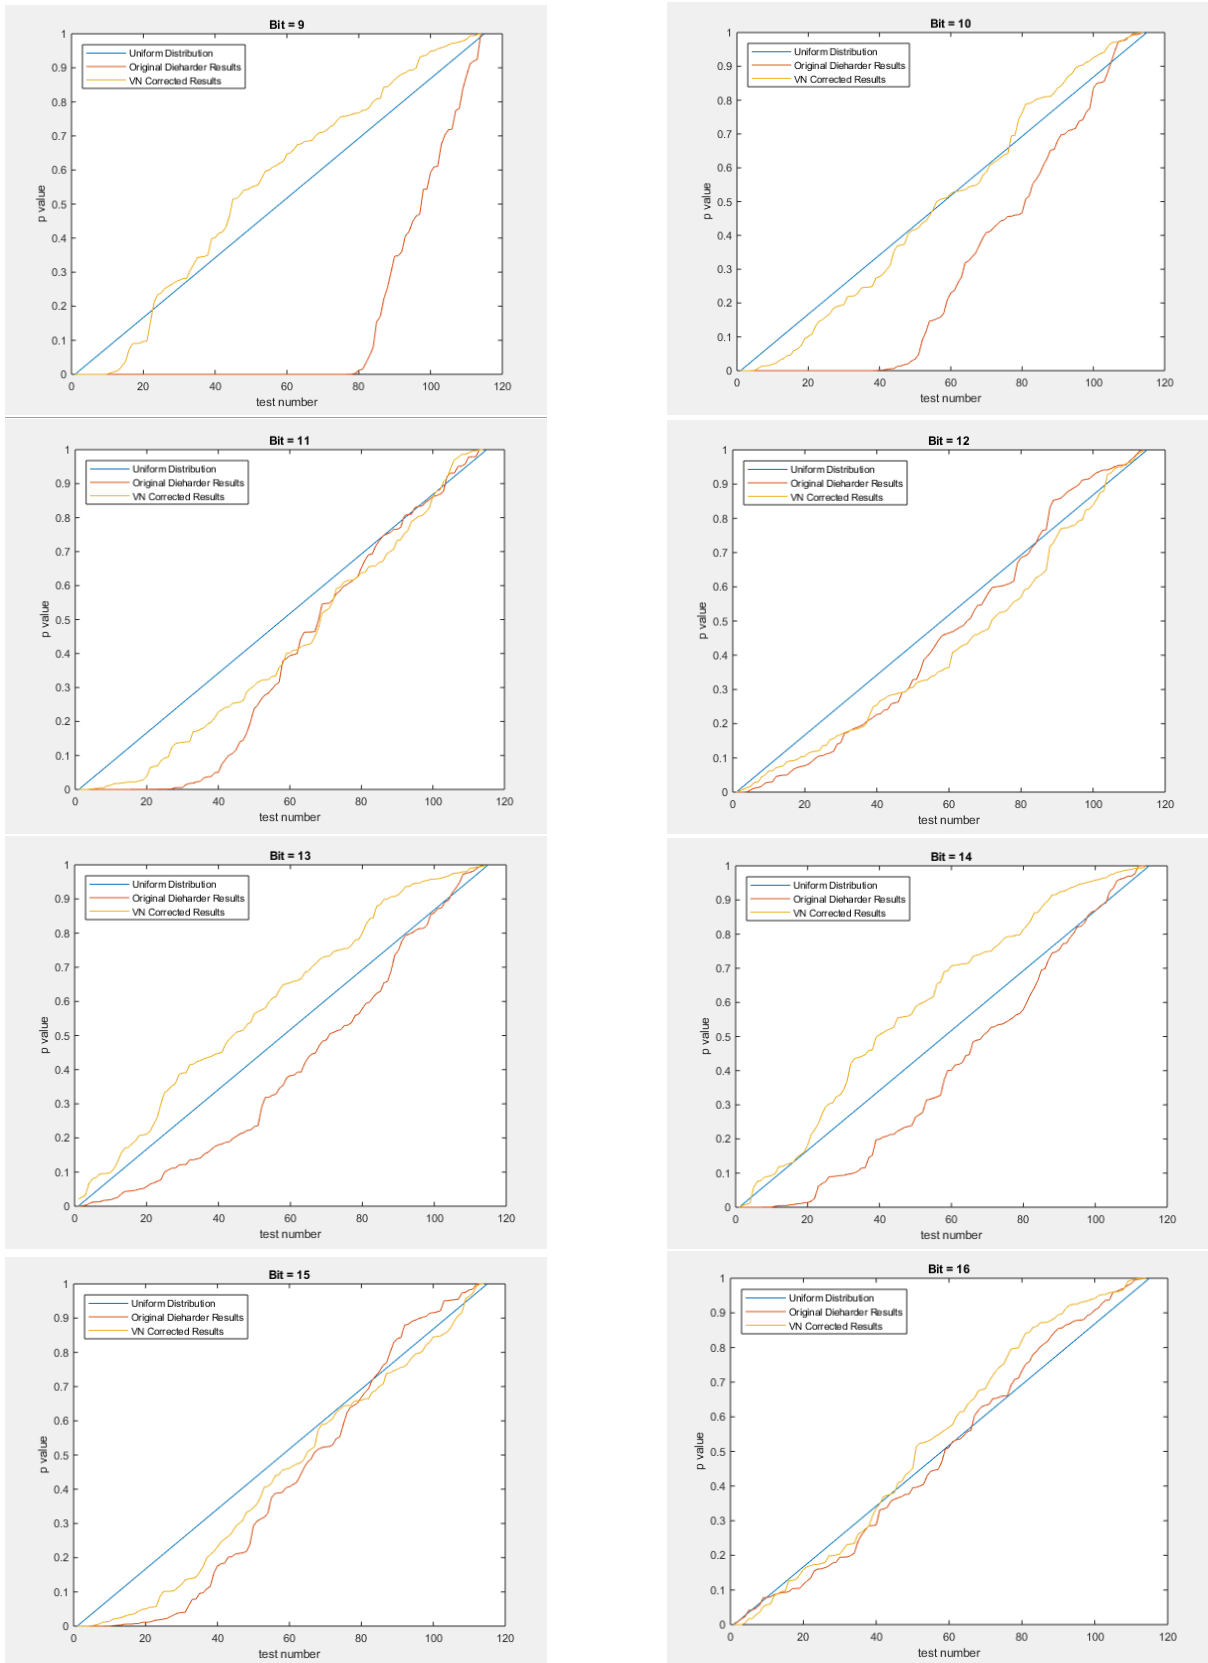 Bit = 9
Uniform Distribution
Original Dieharder Results
VN Corrected Results
p value
1
0.9
0.8
0.7
0.6
0.5
0.4
0.3
0.2
0.1
0
0 20 40 60 80 100 120
test number
Bit = 10
Uniform Distribution
Original Dieharder Results
VN Corrected Results
p value
1
0.9
0.8
0.7
0.6
0.5
0.4
0.3
0.2
0.1
0
0 20 40 60 80 100 120
test number
Bit = 11
Uniform Distribution
Original Dieharder Results
VN Corrected Results
p value
1
0.9
0.8
0.7
0.6
0.5
0.4
0.3
0.2
0.1
0
0 20 40 60 80 100 120
test number
Bit = 12
Uniform Distribution
Original Dieharder Results
VN Corrected Results
p value
1
0.9
0.8
0.7
0.6
0.5
0.4
0.3
0.2
0.1
0
0 20 40 60 80 100 120
test number
Bit = 13
Uniform Distribution
Original Dieharder Results
VN Corrected Results
p value
1
0.9
0.8
0.7
0.6
0.5
0.4
0.3
0.2
0.1
0
0 20 40 60 80 100 120
test number
Bit = 14
Uniform Distribution
Original Dieharder Results
VN Corrected Results
p value
1
0.9
0.8
0.7
0.6
0.5
0.4
0.3
0.2
0.1
0
0 20 40 60 80 100 120
test number
Bit = 15
Uniform Distribution
Original Dieharder Results
VN Corrected Results
p value
1
0.9
0.8
0.7
0.6
0.5
0.4
0.3
0.2
0.1
0
0 20 40 60 80 100 120
test number
Bit = 16
Uniform Distribution
Original Dieharder Results
VN Corrected Results
p value
1
0.9
0.8
0.7
0.6
0.5
0.4
0.3
0.2
0.1
0
0 20 40 60 80 100 120
test number